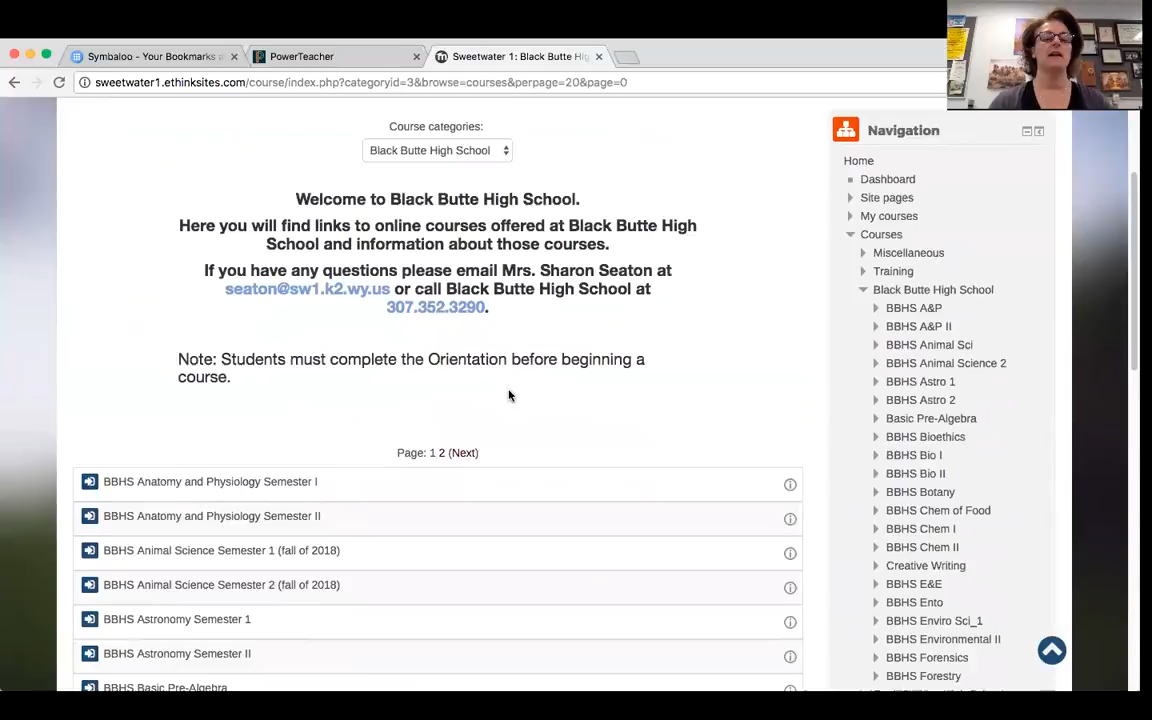 Symbaloo - Your Bookmarks a
PowerTeacher
Sweetwater 1: Black Butte Hig
sweetwater1.ethinksites.com/course/index.php?categoryid=3&browse=courses&perpage=20&page=0
Course categories:
Black Butte High School
Welcome to Black Butte High School.
Here you will find links to online courses offered at Black Butte High
School and information about those courses.
If you have any questions please email Mrs. Sharon Seaton at
seaton@sw1.k2.wy.us or call Black Butte High School at
307.352.3290.
Note: Students must complete the Orientation before beginning a
course.
Page: 1 2 (Next)
BBHS Anatomy and Physiology Semester I
BBHS Anatomy and Physiology Semester II
BBHS Animal Science Semester 1 (fall of 2018)
BBHS Animal Science Semester 2 (fall of 2018)
BBHS Astronomy Semester 1
BBHS Astronomy Semester II
BBHS Basic Pre-Algebra
Navigation
Home
Dashboard
Site pages
My courses
Courses
Miscellaneous
Training
Black Butte High School
BBHS A&P
BBHS A&P II
BBHS Animal Sci
BBHS Animal Science 2
BBHS Astro 1
BBHS Astro 2
Basic Pre-Algebra
BBHS Bioethics
BBHS Bio I
BBHS Bio II
BBHS Botany
BBHS Chem of Food
BBHS Chem I
BBHS Chem II
Creative Writing
BBHS E&E
BBHS Ento
BBHS Enviro Sci_1
BBHS Environmental II
BBHS Forensics
BBHS Forestry